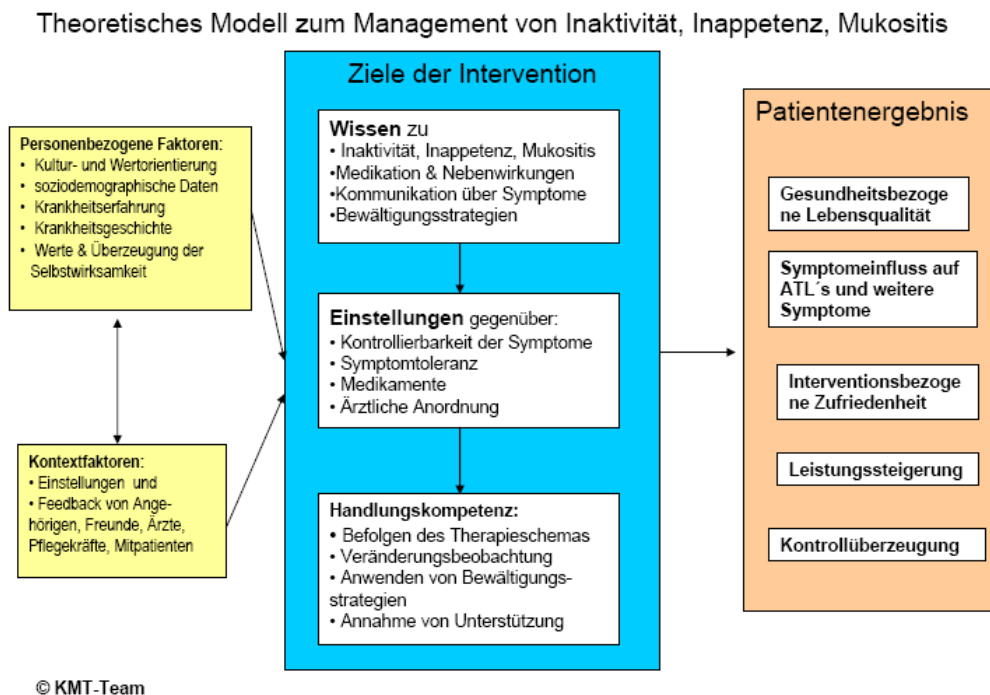 Theoretisches Modell zum Management von Inaktivität, Inappetenz, Mukositis
Personenbezogene Faktoren:
• Kultur- und Wertorientierung
• soziodemographische Daten
• Krankheitserfahrung
• Krankheitsgeschichte
• Werte & Überzeugung der
Selbstwirksamkeit
Kontextfaktoren:
• Einstellungen und
• Feedback von Ange-
hörigen, Freunde, Ärzte,
Pflegekräfte, Mitpatienten
Ziele der Intervention
Wissen zu
• Inaktivität, Inappetenz, Mukositis
• Medikation & Nebenwirkungen
• Kommunikation über Symptome
• Bewältigungsstrategien
Einstellungen gegenüber:
• Kontrollierbarkeit der Symptome
• Symptomtoleranz
• Medikamente
• Ärztliche Anordnung
Handlungskompetenz:
• Befolgen des Therapieschemas
• Veränderungsbeobachtung
• Anwenden von Bewältigungs-
strategien
• Annahme von Unterstützung
Patientenergebnis
Gesundheitsbezoge
ne Lebensqualität
Symptomeinfluss auf
ATL´s und weitere
Symptome
Interventionsbezoge
ne Zufriedenheit
Leistungssteigerung
Kontrollüberzeugung
© KMT-Team